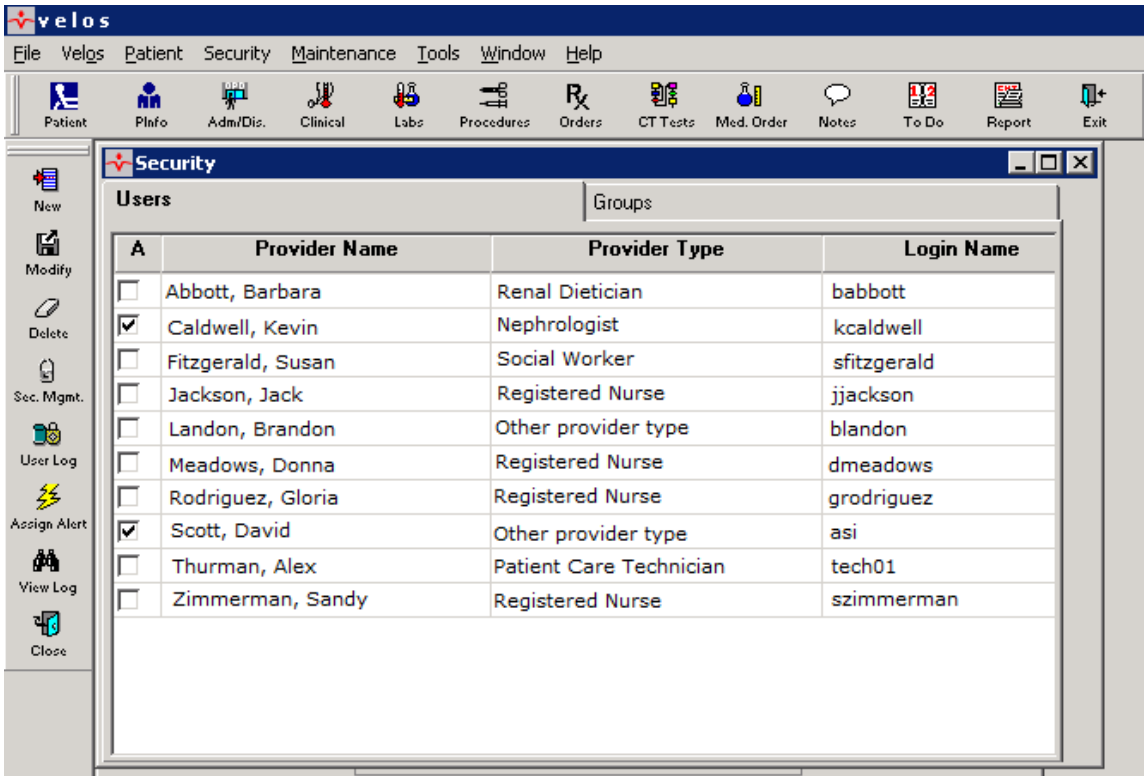 velos
File Velos Patient Security Maintenance Tools Window Help
Patient PInfo Adm/Dis. Clinical Labs Procedures Orders CT Tests Med. Order Notes To Do Report Exit
Security
Users Groups
A Provider Name Provider Type Login Name
Abbott, Barbara Renal Dietician babbott
Caldwell, Kevin Nephrologist kcaldwell
Fitzgerald, Susan Social Worker sfitzgerald
Jackson, Jack Registered Nurse jjackson
Landon, Brandon Other provider type blandon
Meadows, Donna Registered Nurse dmeadows
Rodriguez, Gloria Registered Nurse grodriguez
Scott, David Other provider type asi
Thurman, Alex Patient Care Technician tech01
Zimmerman, Sandy Registered Nurse szimmerman
New
Modify
Delete
Sec. Mgmt.
User Log
Assign Alert
View Log
Close